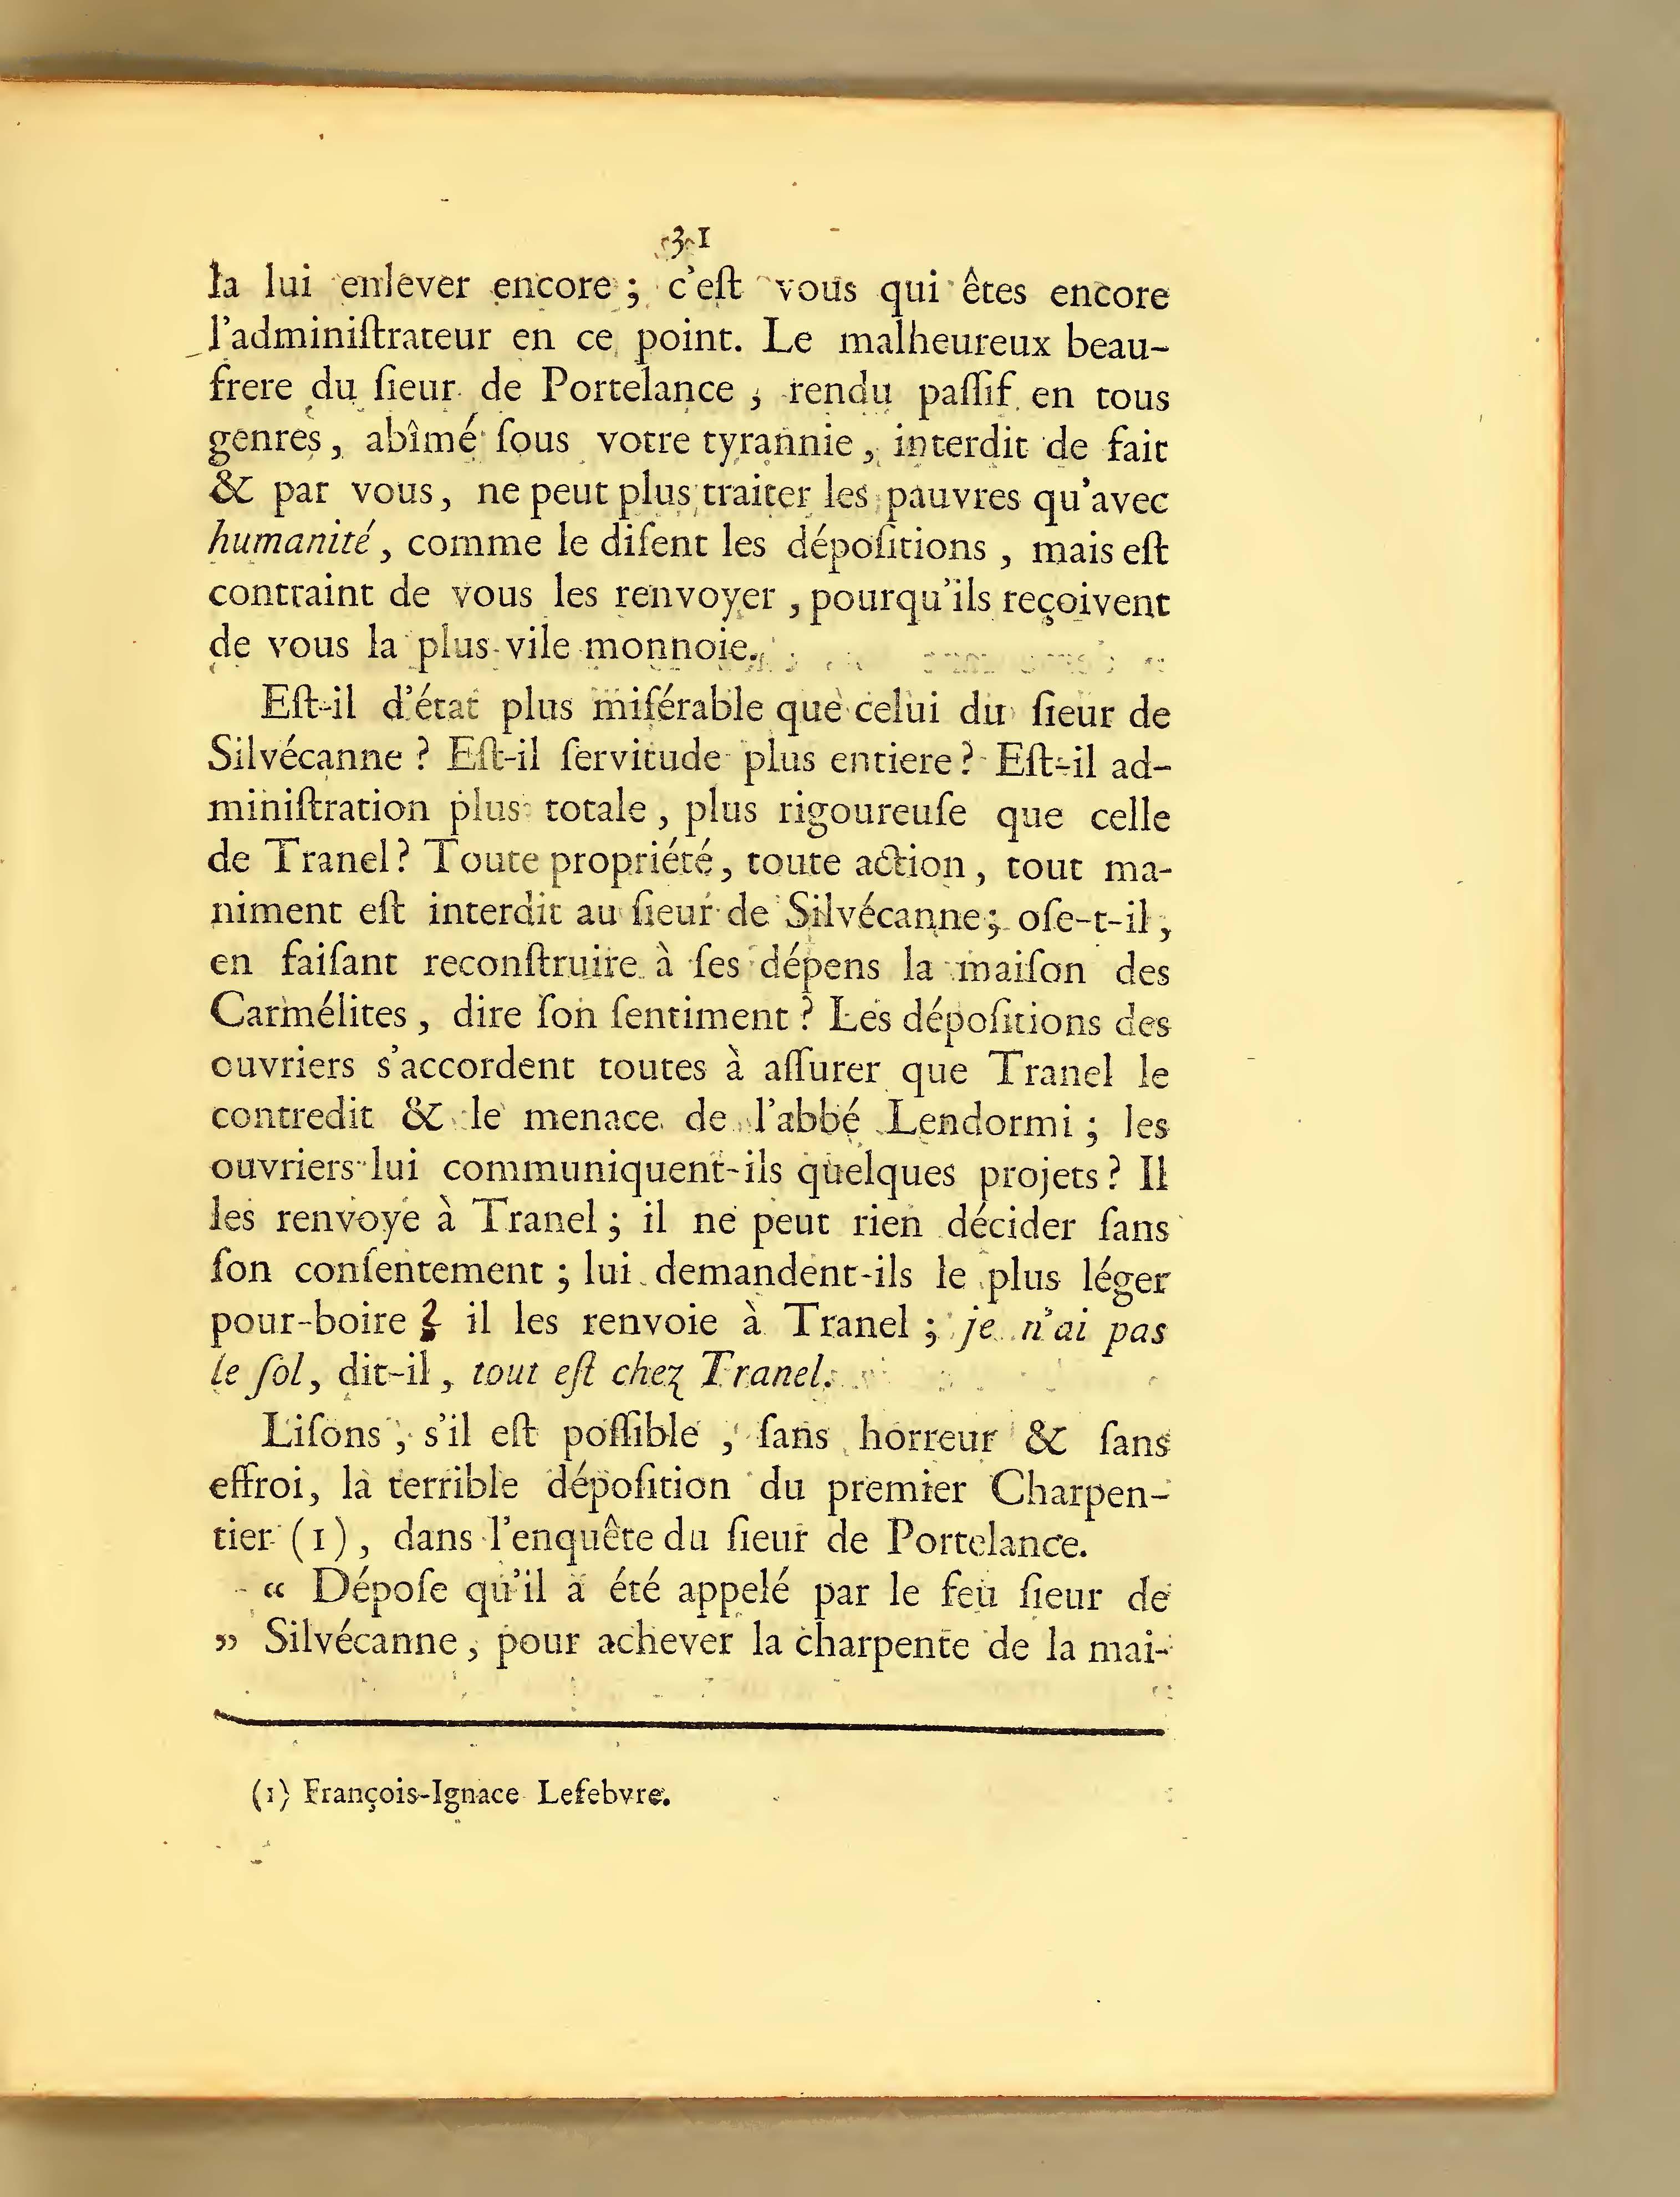 31
la lui enlever encore ; c'eſt vous qui êtes encore
l'adminiſtrateur en ce point. Le malheureux beau-
frere du ſieur de Portelance , rendu paſſif en tous
genres, abîmé ſous votre tyrannie, interdit de fait
& par vous, ne peut plus traiter les pauvres qu'avec
humanité, comme le diſent les dépoſitions, mais eſt
contraint de vous les renvoyer , pourqu'ils reçoivent
de vous la plus vile monnoie.
Eſt-il d'état plus miſérable que celui du ſieur de
Silvécanne ? Eſt-il ſervitude plus entiere ? Eſt-il ad-
miniſtration plus totale, plus rigoureuſe que celle
de Tranel ? Toute propriété, toute action, tout ma-
niment eſt interdit au ſieur de Silvécanne ; oſe-t-il,
en faiſant reconſtruire à ſes dépens la maiſon des
Carmélites, dire ſon ſentiment ? Les dépoſitions des
ouvriers s'accordent toutes à aſſurer que Tranel le
contredit & le menace de l'abbé Lendormi ; les
ouvriers lui communiquent-ils quelques projets ? Il
les renvoye à Tranel ; il ne peut rien décider ſans
ſon conſentement ; lui demandent-ils le plus léger
pour-boire ? il les renvoie à Tranel ; je n'ai pas
le ſol, dit-il, tout eſt chez Tranel.
Liſons, s'il eſt poſſible, ſans horreur & ſans
effroi, la terrible dépoſition du premier Charpen-
tier (1), dans l'enquête du ſieur de Portelance.
« Dépoſe qu'il a été appelé par le feu ſieur de
» Silvécanne, pour achever la charpente de la mai-
(1) François-Ignace Lefebvre.